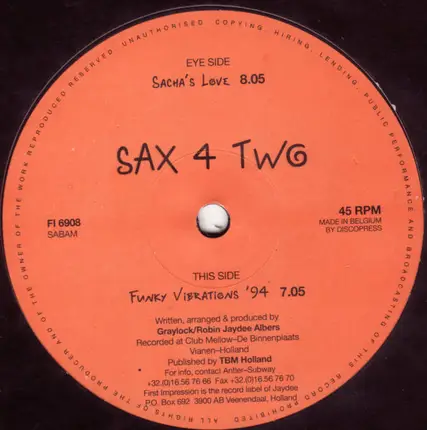 UNAUTHORISED COPYING, HIRING, LENDING, PUBLIC PERFORMANCE AND BROADCASTING OF THIS RECORD PROHIBITED. ALL RIGHTS OF THE PRODUCER AND OF THE OWNER OF THE WORK REPRODUCED RESERVED
EYE SIDE
SACHA'S LOVE 8.05
SAX 4 TWO
FI 6908
SABAM
45 RPM
MADE IN BELGIUM
BY DISCOPRESS
THIS SIDE
FUNKY VIBRATIONS '94 7.05
Written, arranged & produced by
Graylock/Robin Jaydee Albers
Recorded at Club Mellow–De Binnenplaats
Vianen–Holland
Published by TBM Holland
For info, contact Antler–Subway
+32.(0)16.56 76 66 Fax +32.(0)16.56 76 70
First Impression is the record label of Jaydee
P.O. Box 692 3900 AB Veenendaal, Holland